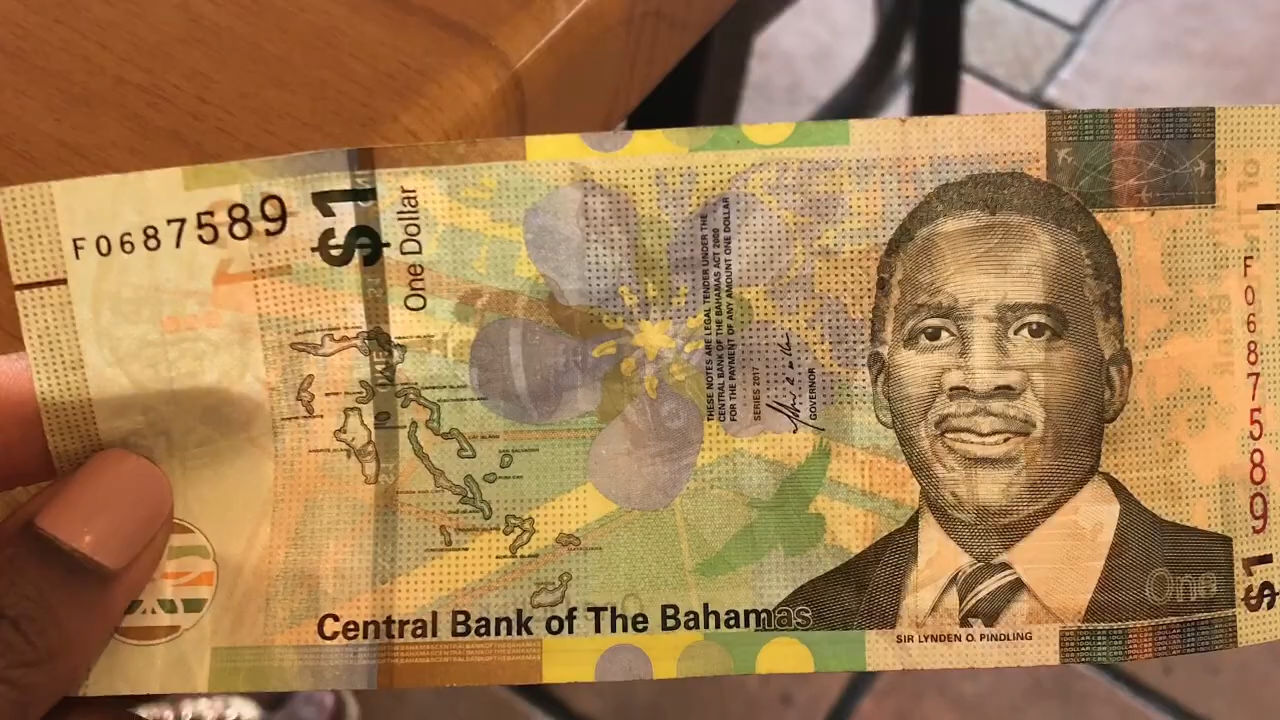 F0687589
$1
One Dollar
THESE NOTES ARE LEGAL TENDER UNDER THE
CENTRAL BANK OF THE BAHAMAS ACT 2000
FOR THE PAYMENT OF ANY AMOUNT ONE DOLLAR
SERIES 2017
GOVERNOR
SAN SALVADOR
Central Bank of The Bahamas
SIR LYNDEN O. PINDLING
One
F0687589
$1